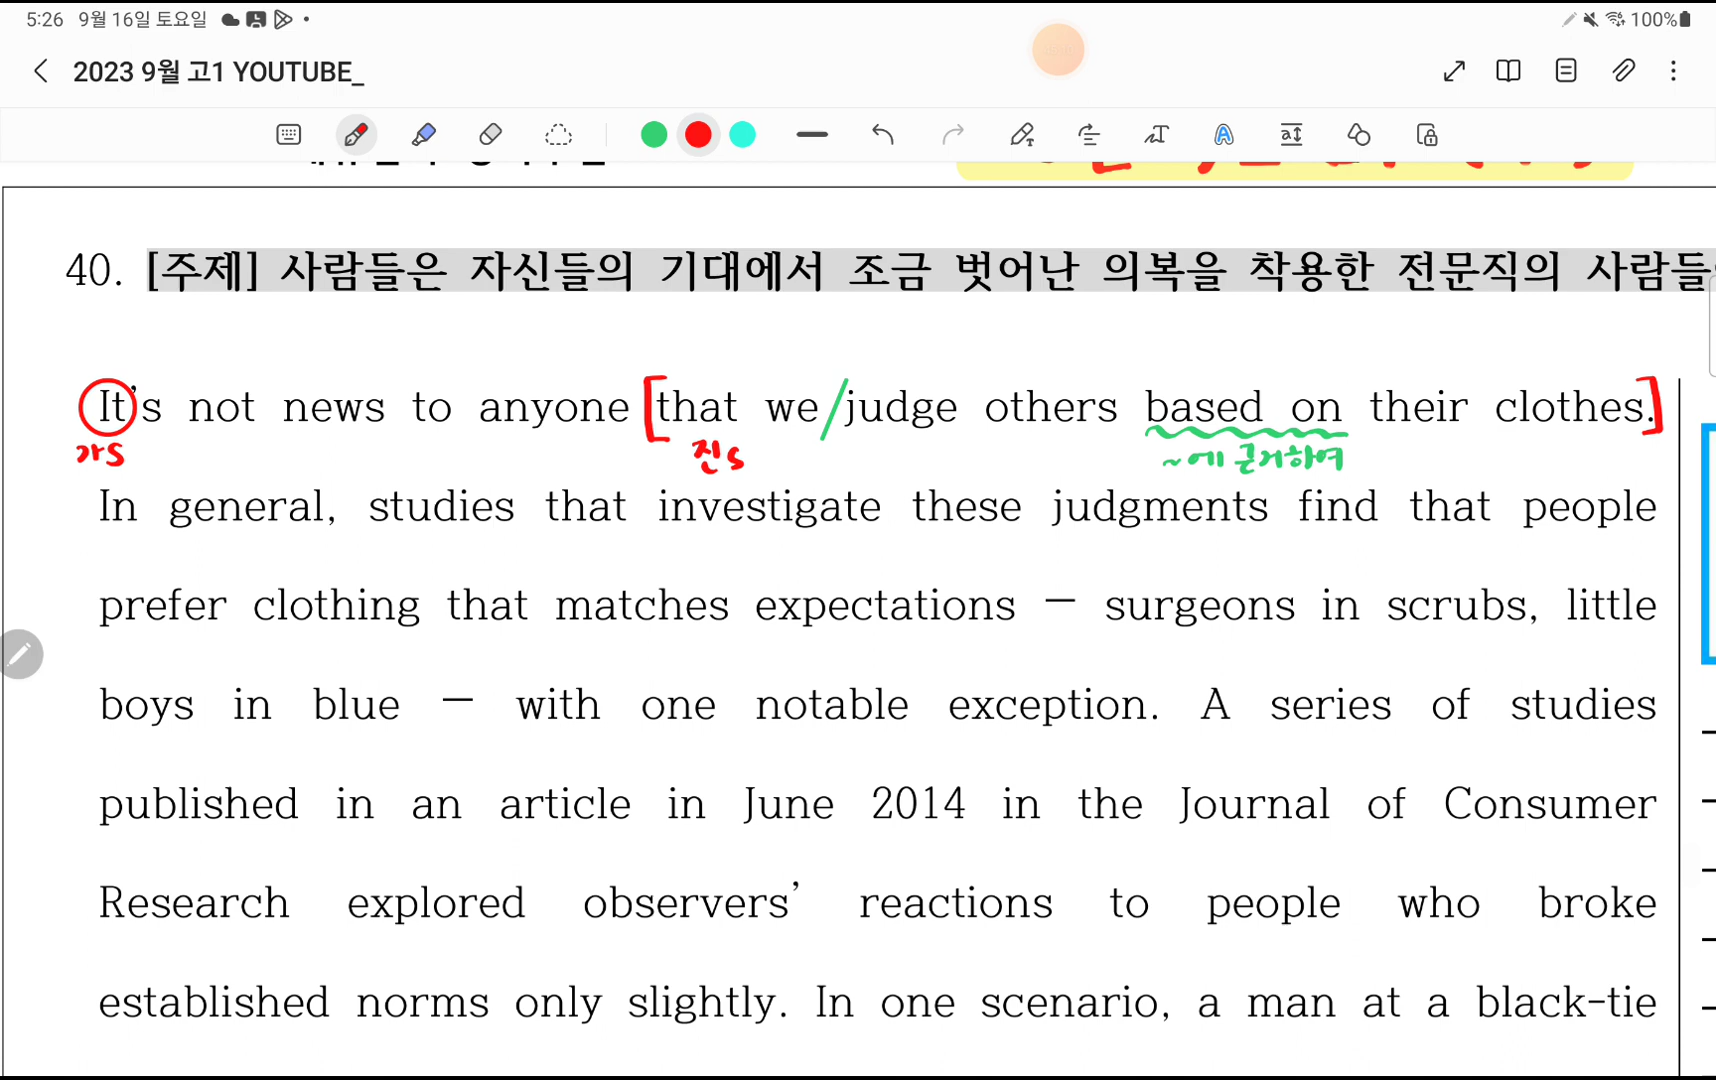 5:26 9월 16일 토요일 100%
2023 9월 고1 YOUTUBE_
40. [주제] 사람들은 자신들의 기대에서 조금 벗어난 의복을 착용한 전문직의 사람들
It's not news to anyone [that we/judge others based on their clothes.]
가S 진S ~에 근거하여
In general, studies that investigate these judgments find that people
prefer clothing that matches expectations — surgeons in scrubs, little
boys in blue — with one notable exception. A series of studies
published in an article in June 2014 in the Journal of Consumer
Research explored observers' reactions to people who broke
established norms only slightly. In one scenario, a man at a black-tie